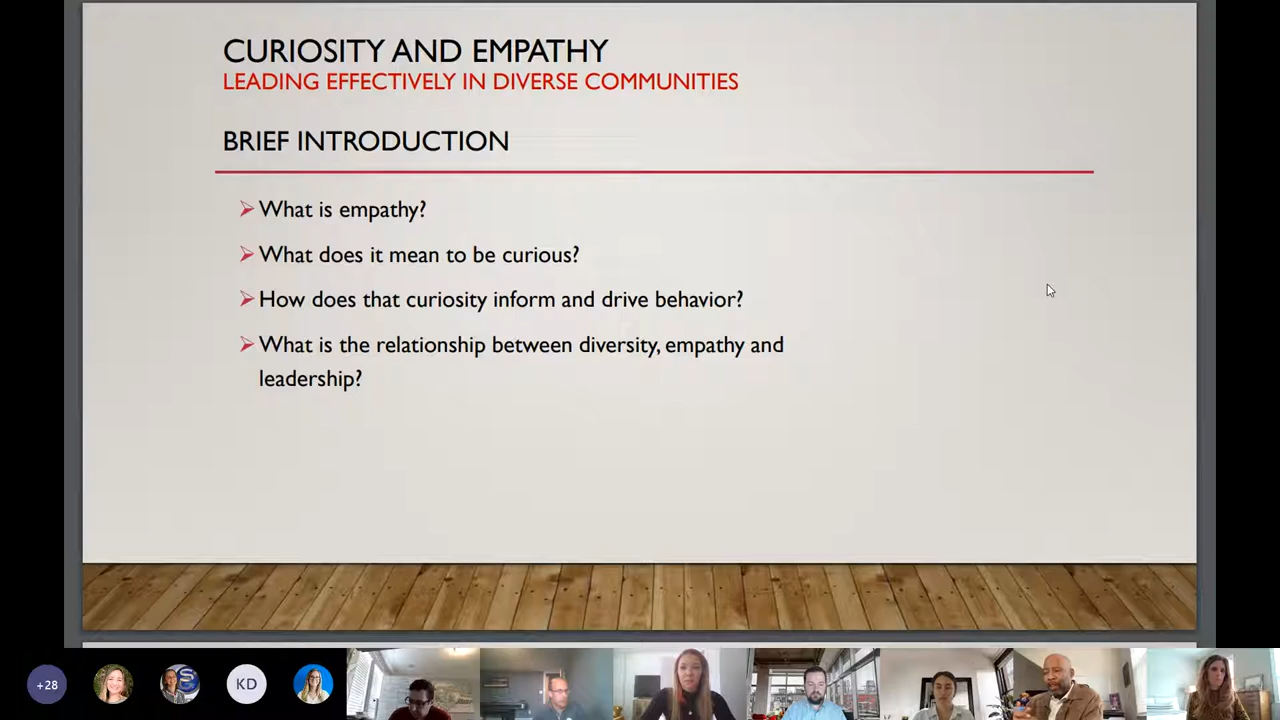 CURIOSITY AND EMPATHY
LEADING EFFECTIVELY IN DIVERSE COMMUNITIES
BRIEF INTRODUCTION
What is empathy?
What does it mean to be curious?
How does that curiosity inform and drive behavior?
What is the relationship between diversity, empathy and
leadership?
+28
KD